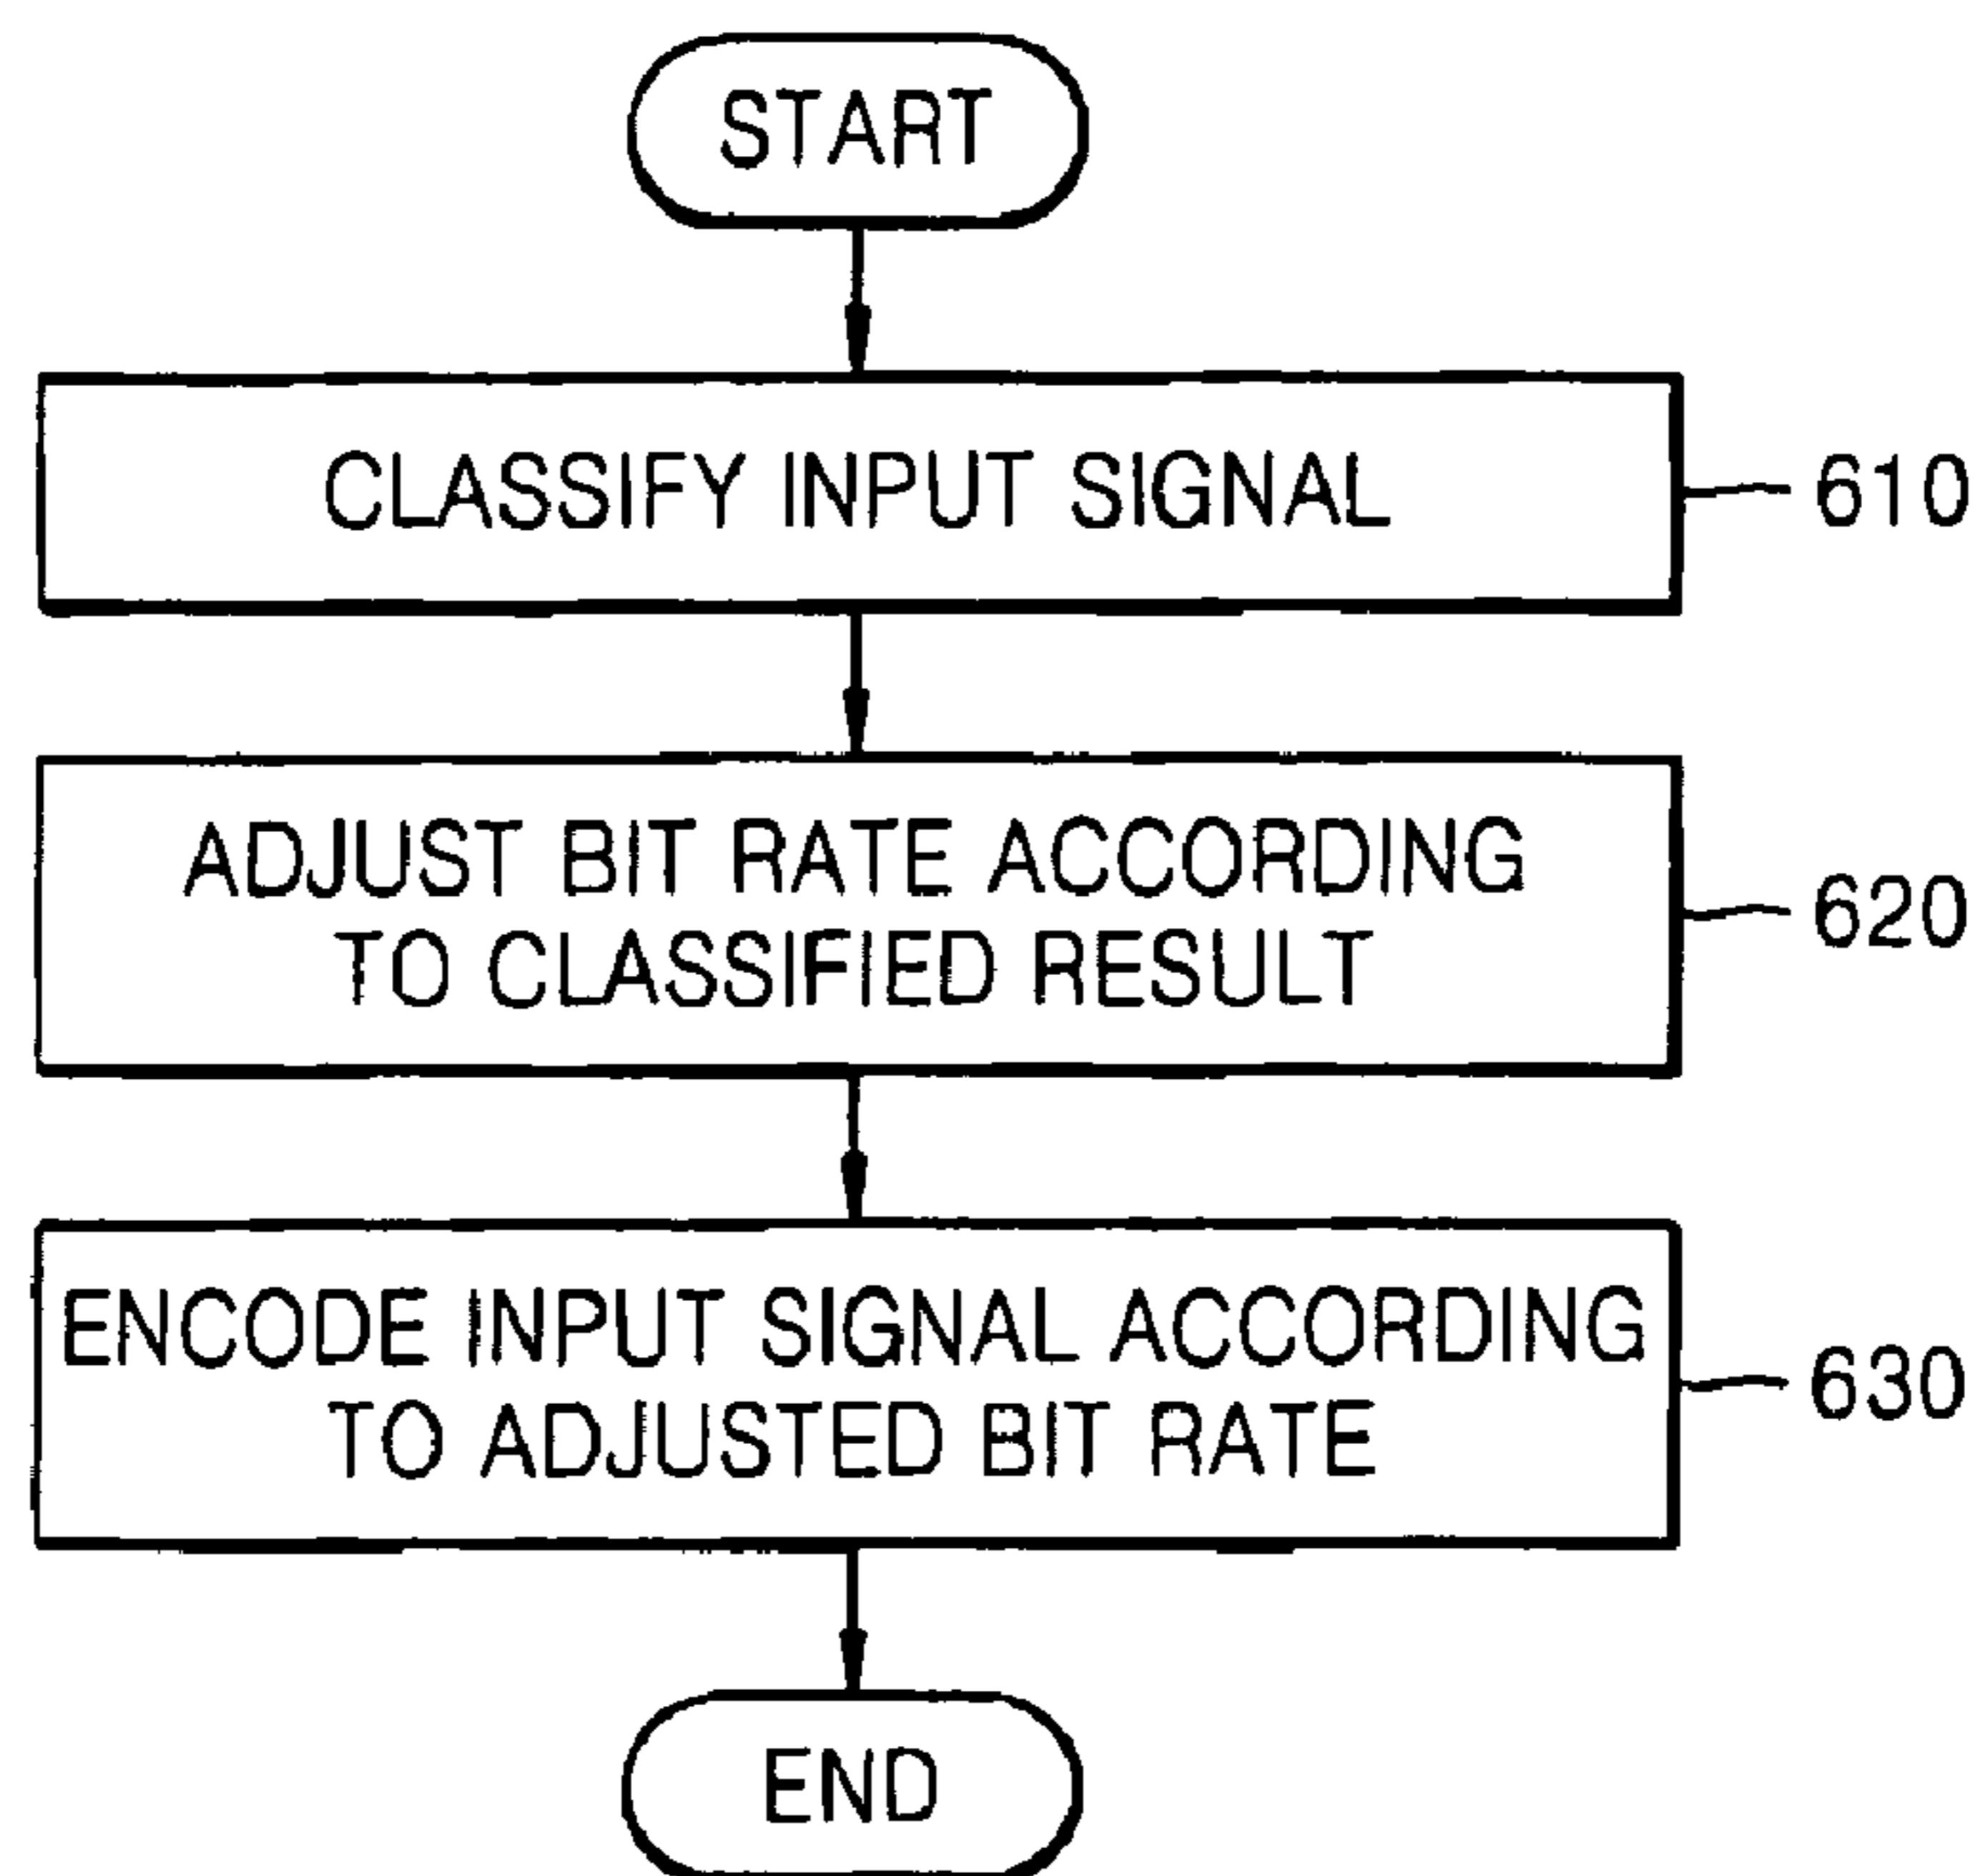 START
CLASSIFY INPUT SIGNAL
610
ADJUST BIT RATE ACCORDING
TO CLASSIFIED RESULT
620
ENCODE INPUT SIGNAL ACCORDING
TO ADJUSTED BIT RATE
630
END